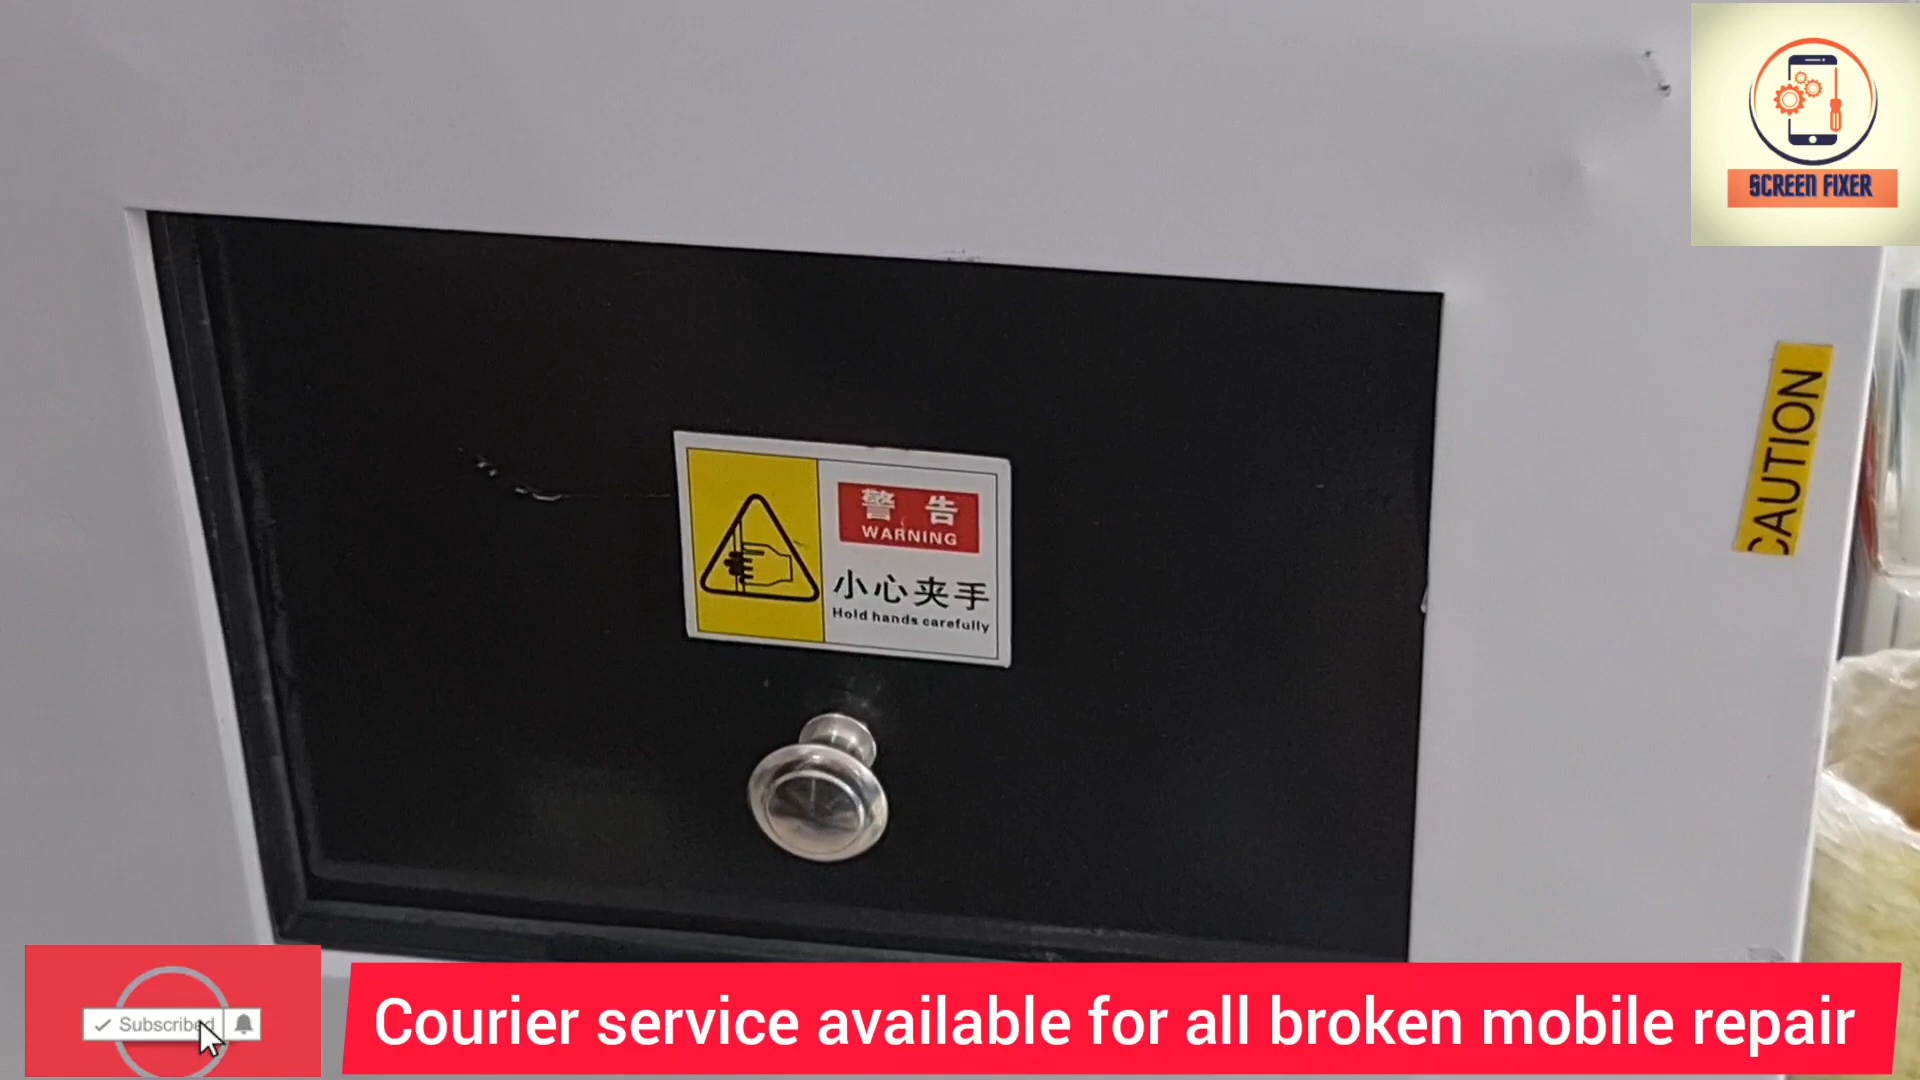 SCREEN FIXER
CAUTION
警告
WARNING
小心夹手
Hold hands carefully
Subscribed
Courier service available for all broken mobile repair